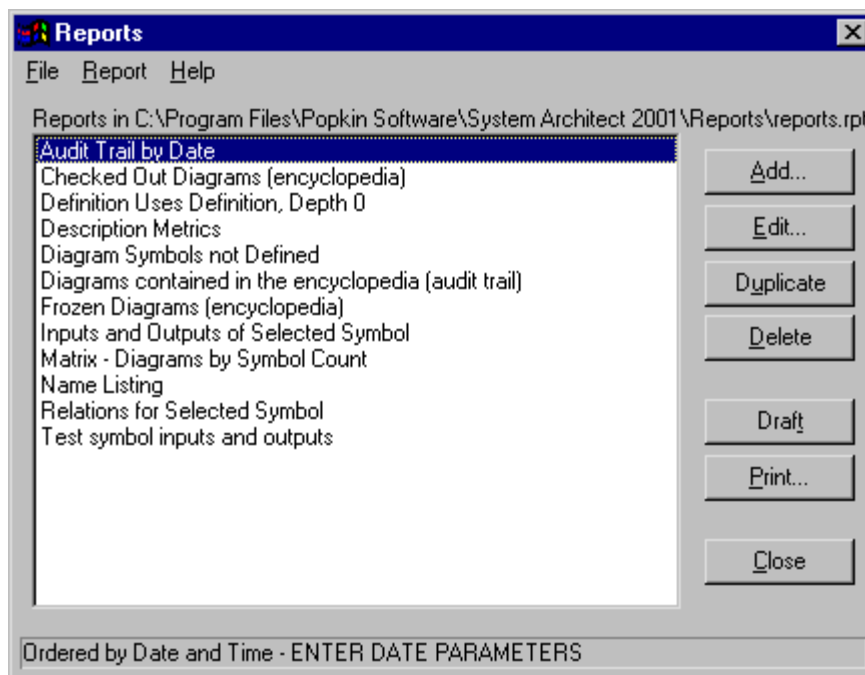 Reports
File Report Help
Reports in C:\Program Files\Popkin Software\System Architect 2001\Reports\reports.rpt
Audit Trail by Date
Checked Out Diagrams (encyclopedia)
Definition Uses Definition, Depth 0
Description Metrics
Diagram Symbols not Defined
Diagrams contained in the encyclopedia (audit trail)
Frozen Diagrams (encyclopedia)
Inputs and Outputs of Selected Symbol
Matrix - Diagrams by Symbol Count
Name Listing
Relations for Selected Symbol
Test symbol inputs and outputs
Add...
Edit...
Duplicate
Delete
Draft
Print...
Close
Ordered by Date and Time - ENTER DATE PARAMETERS